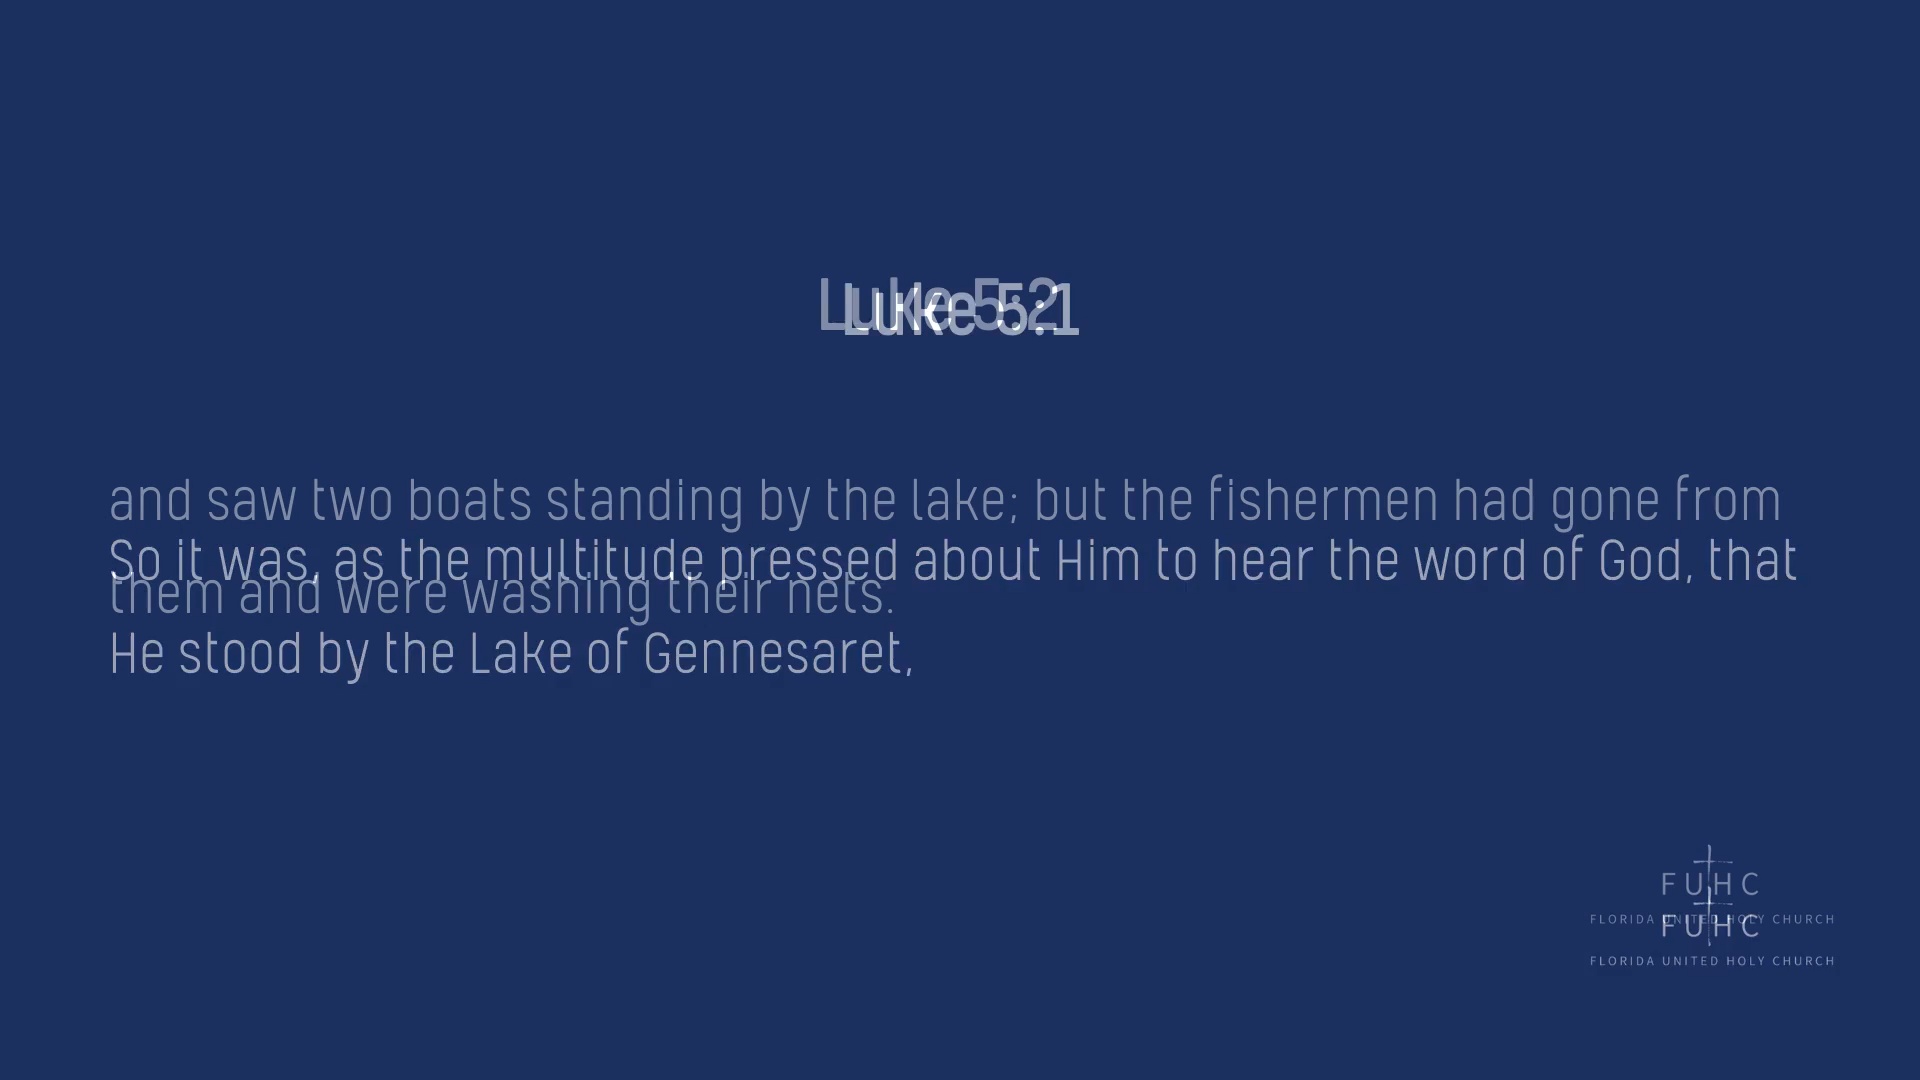 Luke 5:2
Luke 5:1
and saw two boats standing by the lake; but the fishermen had gone from
So it was, as the multitude pressed about Him to hear the word of God, that
them and were washing their nets.
He stood by the Lake of Gennesaret,
FUHC
FLORIDA UNITED HOLY CHURCH
FUHC
FLORIDA UNITED HOLY CHURCH